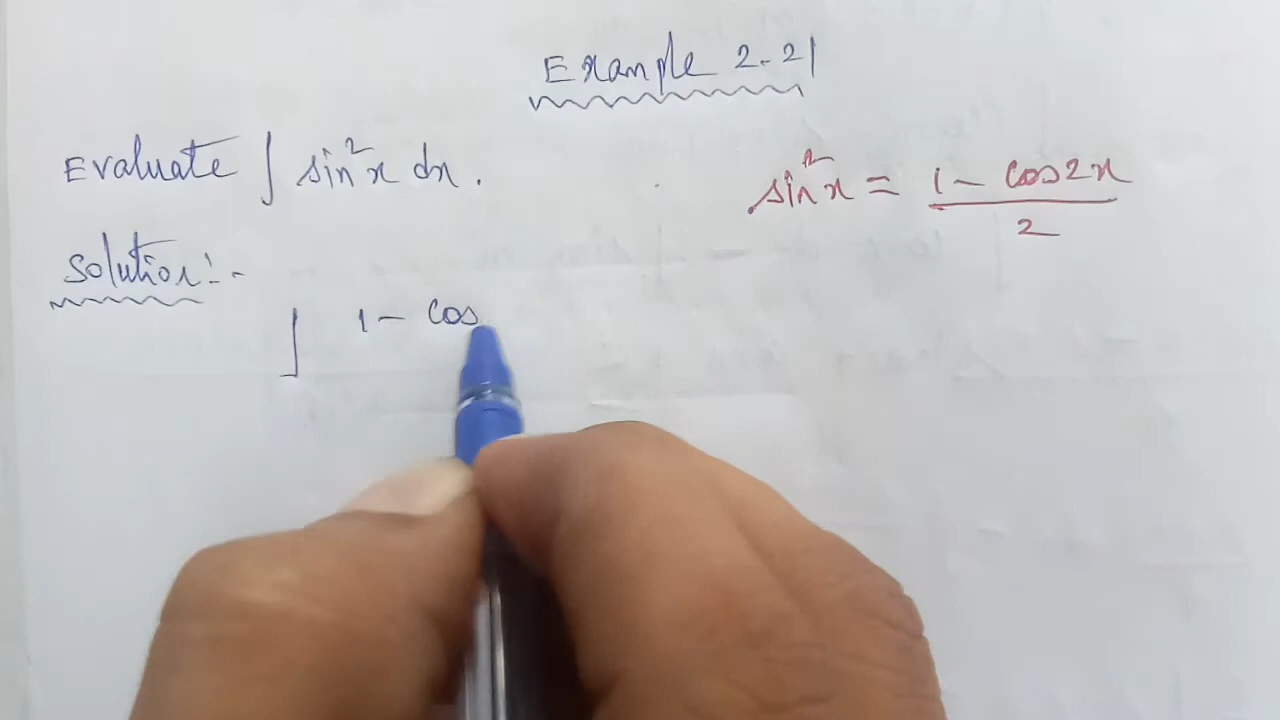 Example 2.21
Evaluate ∫ sin²x dx.
sin²x = 1 - cos2x / 2
Solution:-
∫ 1 - cos